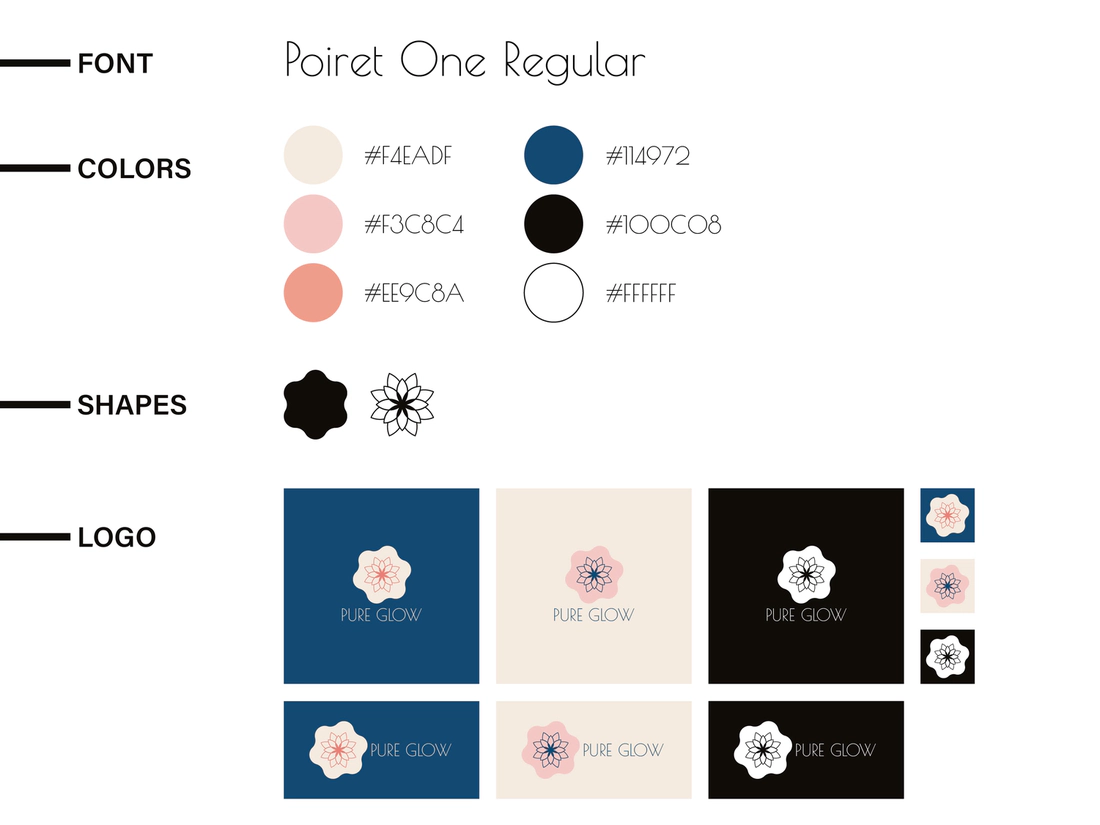 FONT
Poiret One Regular
COLORS
#F4EADF
#114972
#F3C8C4
#100C08
#EE9C8A
#FFFFFF
SHAPES
LOGO
PURE GLOW
PURE GLOW
PURE GLOW
PURE GLOW
PURE GLOW
PURE GLOW